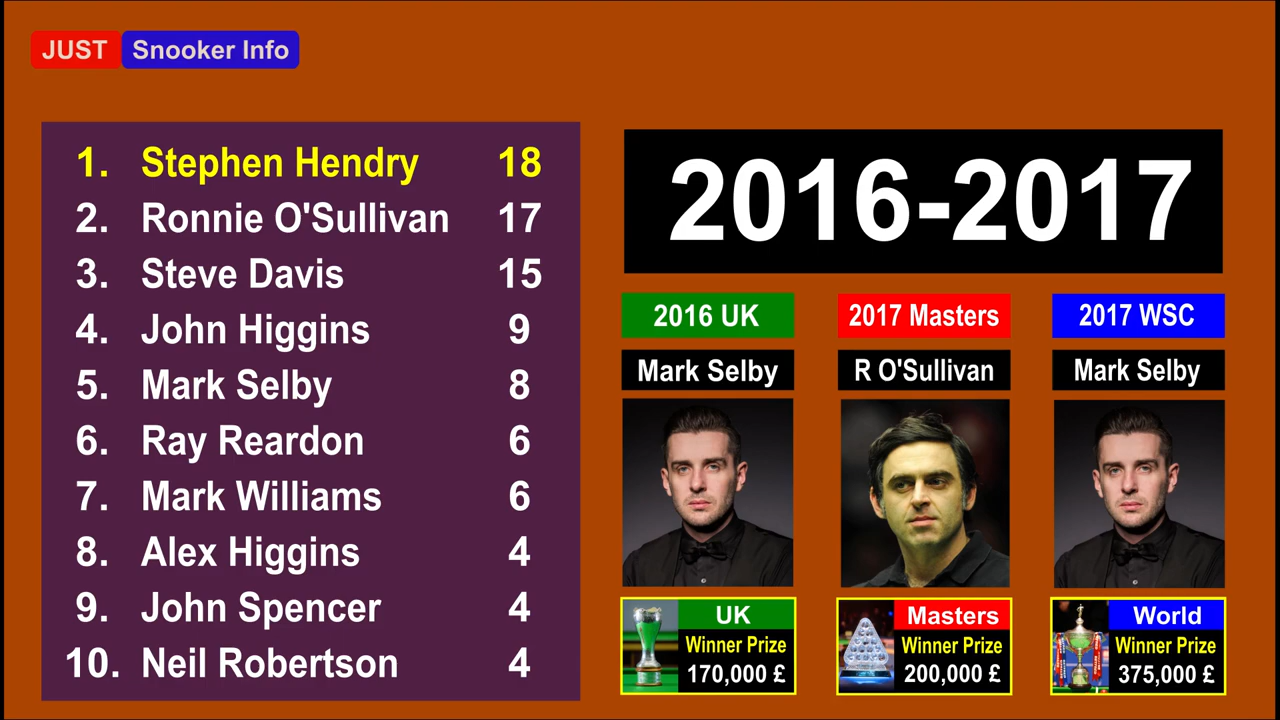 JUST Snooker Info
1. Stephen Hendry 18
2. Ronnie O'Sullivan 17
3. Steve Davis 15
4. John Higgins 9
5. Mark Selby 8
6. Ray Reardon 6
7. Mark Williams 6
8. Alex Higgins 4
9. John Spencer 4
10. Neil Robertson 4
2016-2017
2016 UK
Mark Selby
UK
Winner Prize
170,000 £
2017 Masters
R O'Sullivan
Masters
Winner Prize
200,000 £
2017 WSC
Mark Selby
World
Winner Prize
375,000 £